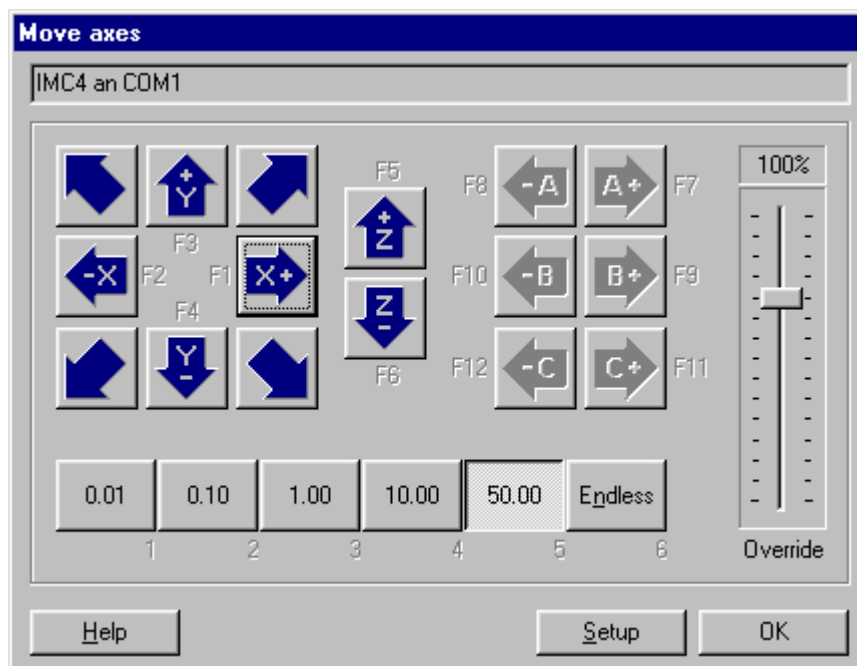 Move axes
IMC4 an COM1
+
Y
F3
-X
F2
F1
X+
F4
Y
-
F5
+
Z
Z
-
F6
F8
-A
A+
F7
F10
-B
B+
F9
F12
-C
C+
F11
100%
Override
0.01
0.10
1.00
10.00
50.00
Endless
1
2
3
4
5
6
Help
Setup
OK